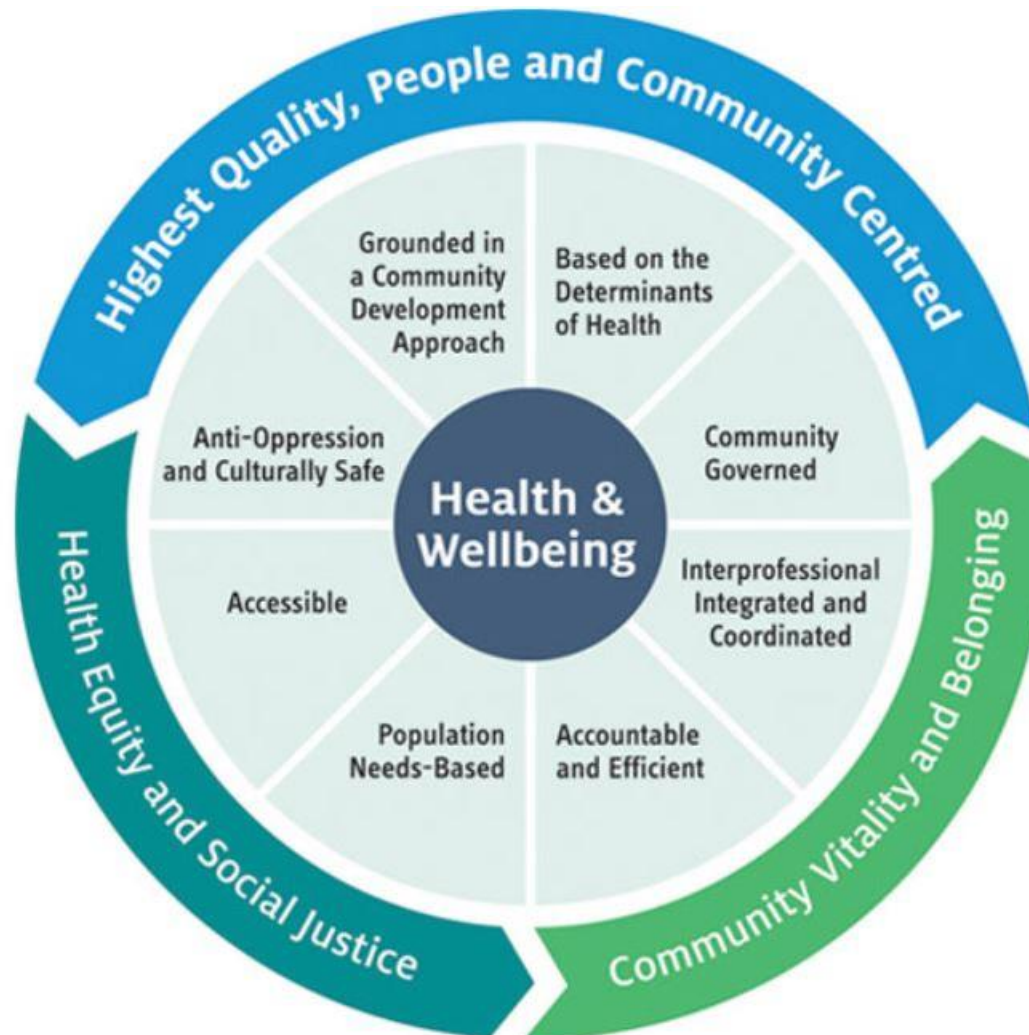 Highest Quality, People and Community Centred
Grounded in
a Community
Development
Approach
Based on the
Determinants
of Health
Anti-Oppression
and Culturally Safe
Community
Governed
Health &
Wellbeing
Accessible
Interprofessional
Integrated and
Coordinated
Population
Needs-Based
Accountable
and Efficient
Health Equity and Social Justice
Community Vitality and Belonging